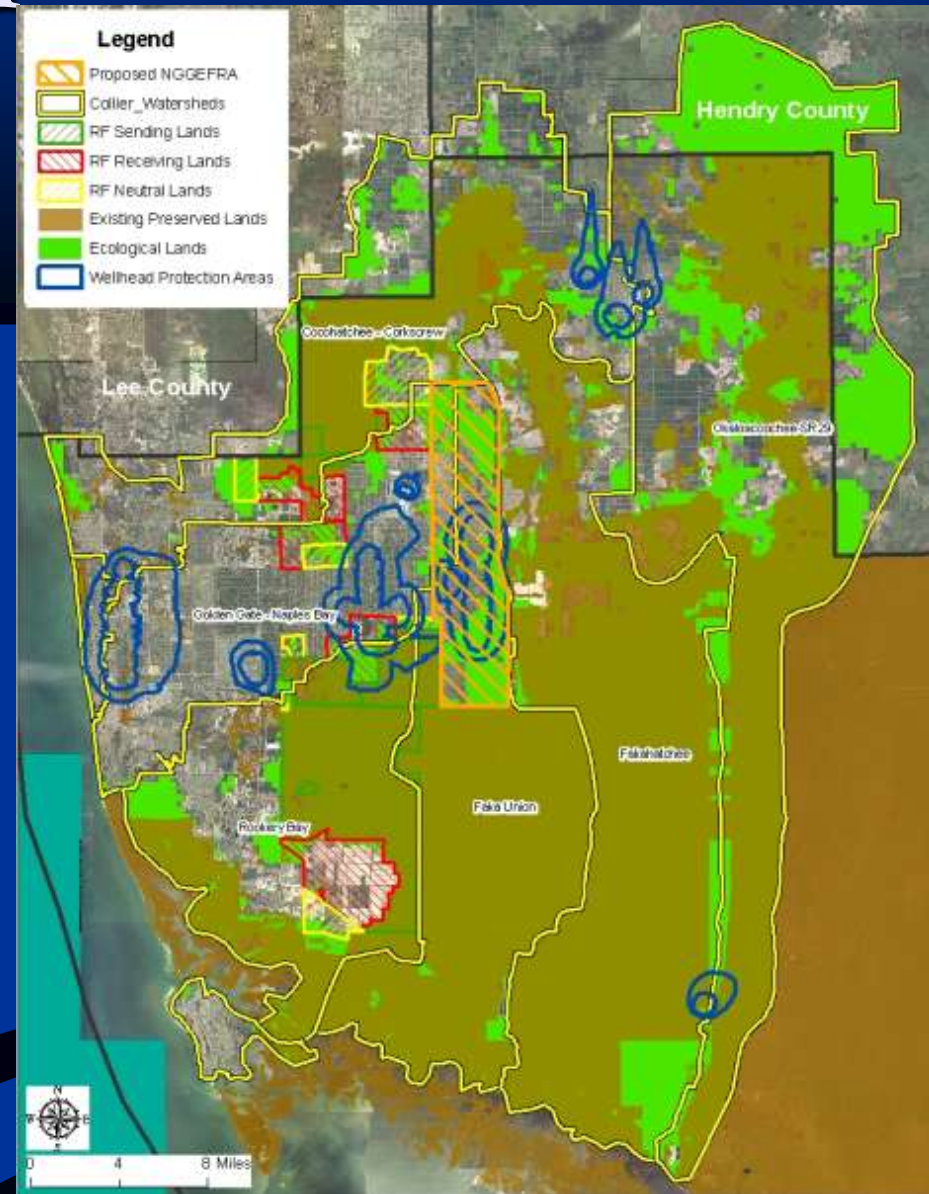 Legend
Proposed NGGEFRA
Collier_Watersheds
RF Sending Lands
RF Receiving Lands
RF Neutral Lands
Existing Preserved Lands
Ecological Lands
Wellhead Protection Areas
Hendry County
Cocohatchee - Corkscrew
Lee County
Okaloacoochee-SR29
Golden Gate - Naples Bay
Fakahatchee
Faka Union
Rookery Bay
N
W E
S
0 4 8 Miles